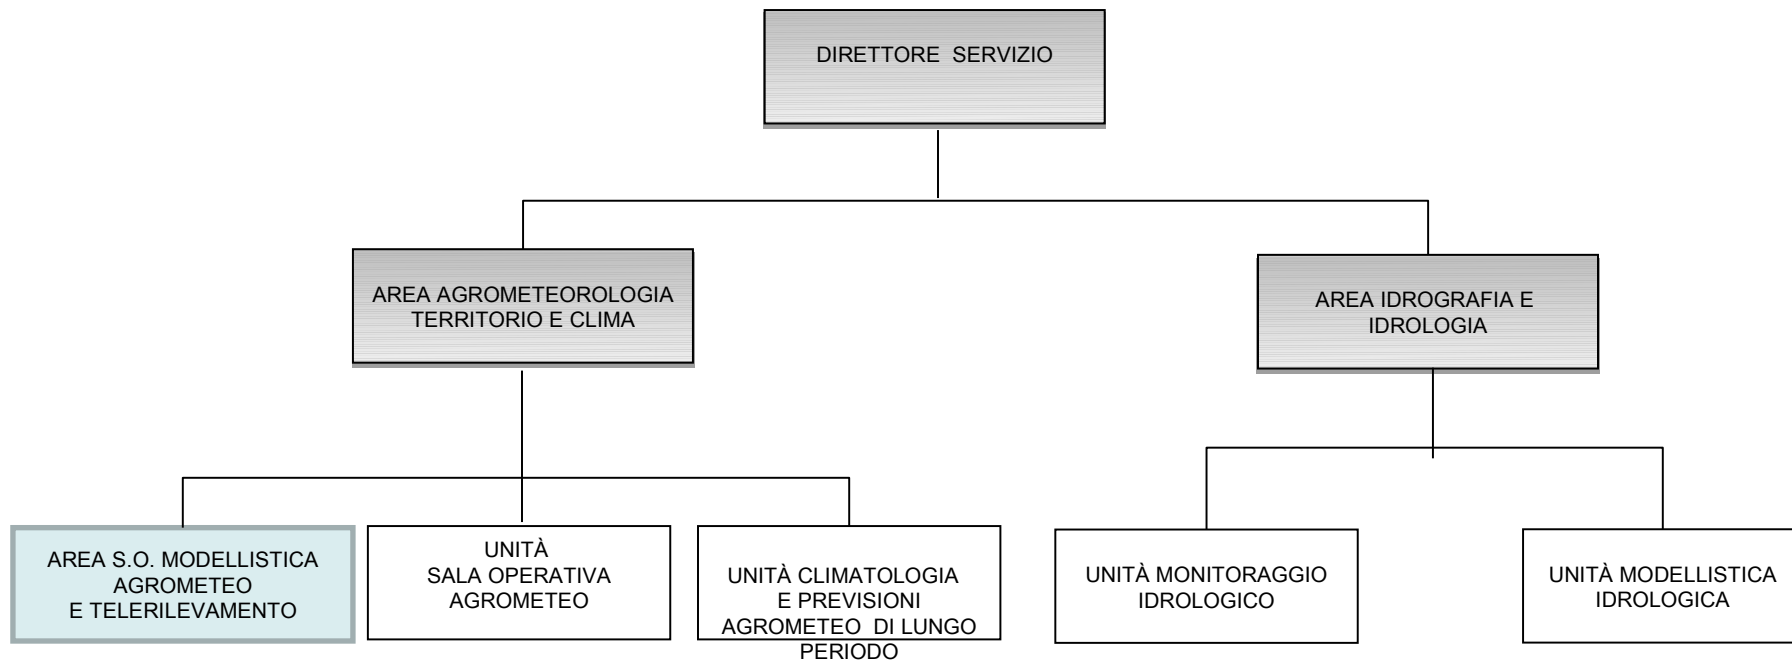 DIRETTORE SERVIZIO
AREA AGROMETEOROLOGIA
TERRITORIO E CLIMA
AREA IDROGRAFIA E
IDROLOGIA
AREA S.O. MODELLISTICA
AGROMETEO
E TELERILEVAMENTO
UNITÀ
SALA OPERATIVA
AGROMETEO
UNITÀ CLIMATOLOGIA
E PREVISIONI
AGROMETEO DI LUNGO
PERIODO
UNITÀ MONITORAGGIO
IDROLOGICO
UNITÀ MODELLISTICA
IDROLOGICA